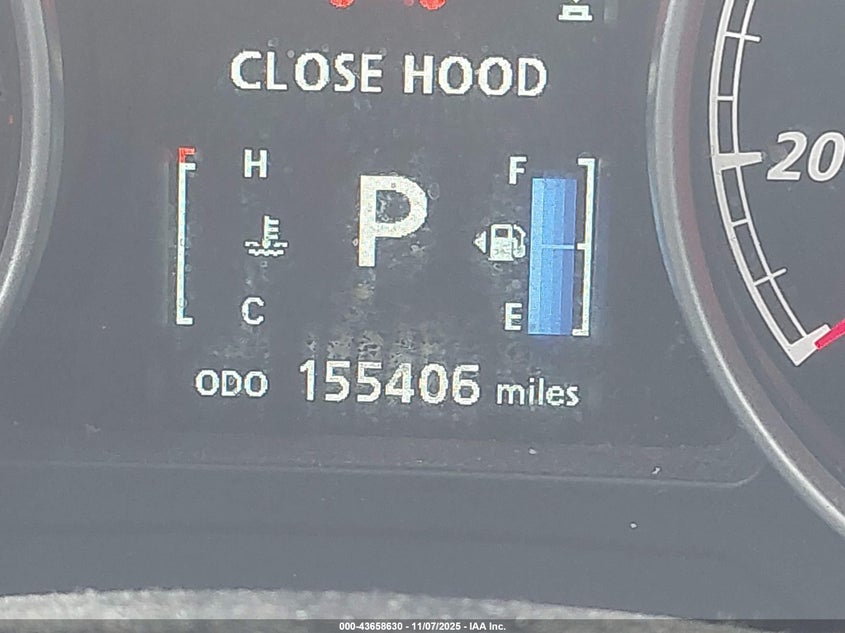 CLOSE HOOD
H
F
20
P
C
E
ODO 155406 miles
000-43658630 - 11/07/2025 - IAA Inc.